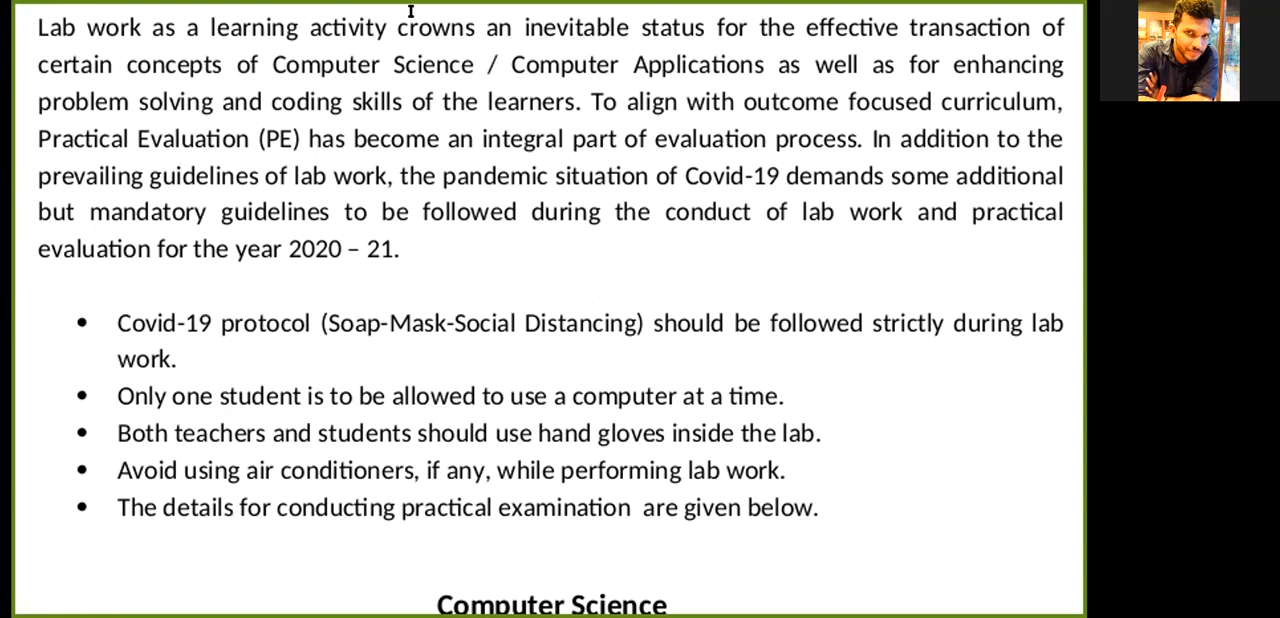 Lab work as a learning activity crowns an inevitable status for the effective transaction of
certain concepts of Computer Science / Computer Applications as well as for enhancing
problem solving and coding skills of the learners. To align with outcome focused curriculum,
Practical Evaluation (PE) has become an integral part of evaluation process. In addition to the
prevailing guidelines of lab work, the pandemic situation of Covid-19 demands some additional
but mandatory guidelines to be followed during the conduct of lab work and practical
evaluation for the year 2020 – 21.
• Covid-19 protocol (Soap-Mask-Social Distancing) should be followed strictly during lab
work.
• Only one student is to be allowed to use a computer at a time.
• Both teachers and students should use hand gloves inside the lab.
• Avoid using air conditioners, if any, while performing lab work.
• The details for conducting practical examination  are given below.
Computer Science